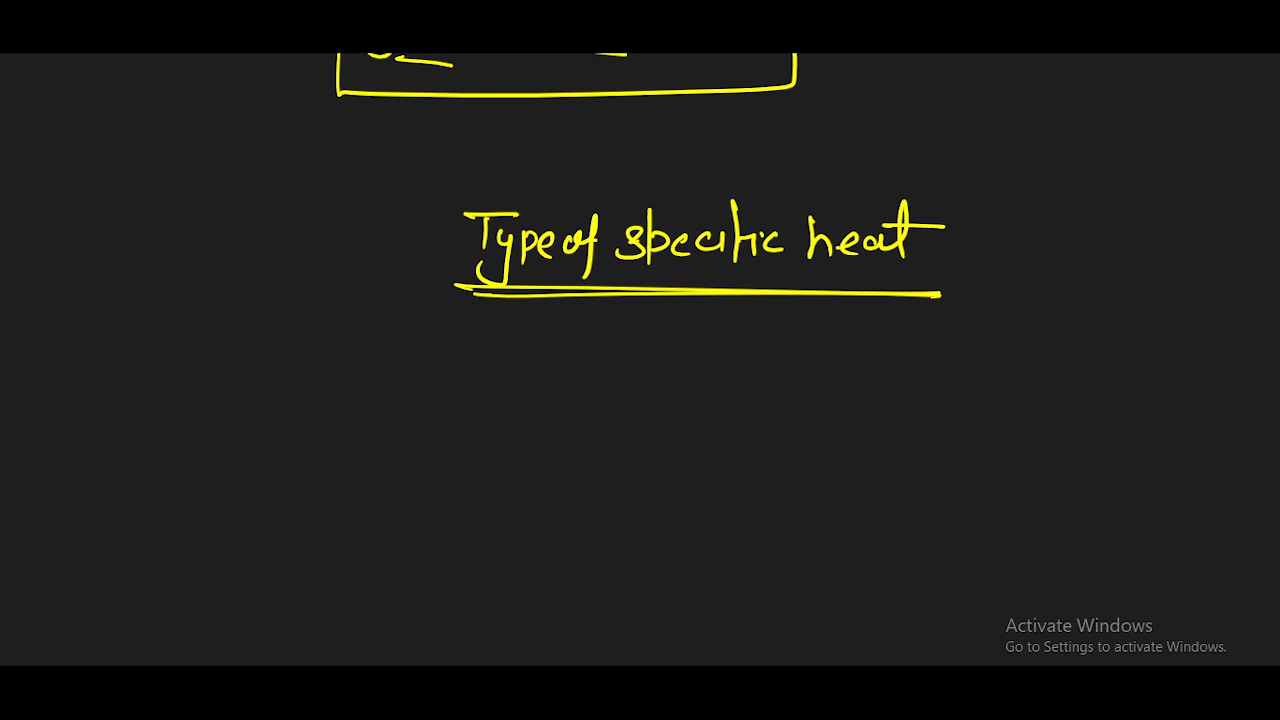 Type of specific heat
Activate Windows
Go to Settings to activate Windows.